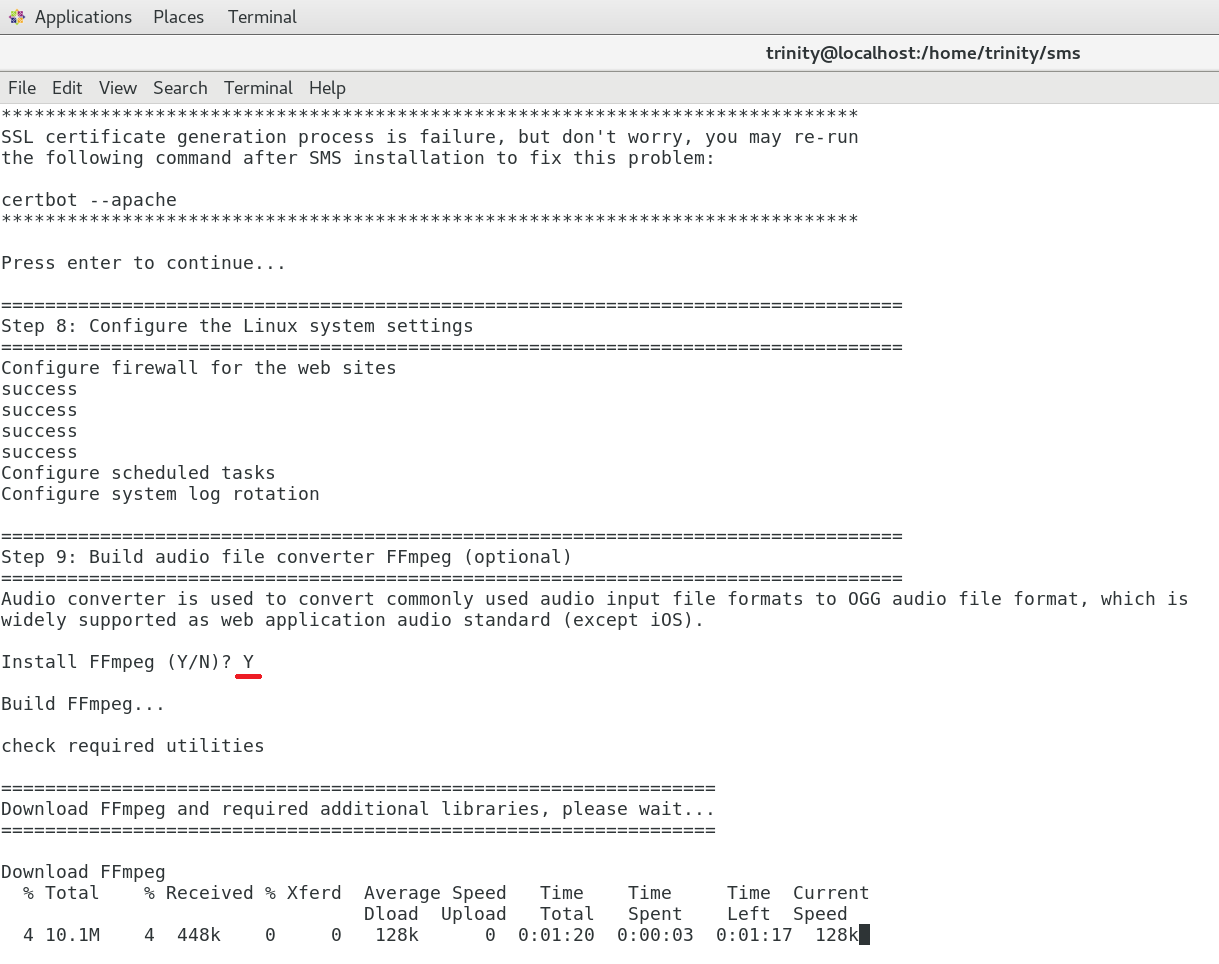 Applications Places Terminal
trinity@localhost:/home/trinity/sms
File Edit View Search Terminal Help
******************************************************************************
SSL certificate generation process is failure, but don't worry, you may re-run
the following command after SMS installation to fix this problem:
certbot --apache
******************************************************************************
Press enter to continue...
==================================================================================
Step 8: Configure the Linux system settings
==================================================================================
Configure firewall for the web sites
success
success
success
success
Configure scheduled tasks
Configure system log rotation
==================================================================================
Step 9: Build audio file converter FFmpeg (optional)
==================================================================================
Audio converter is used to convert commonly used audio input file formats to OGG audio file format, which is
widely supported as web application audio standard (except iOS).
Install FFmpeg (Y/N)? Y
Build FFmpeg...
check required utilities
=================================================================
Download FFmpeg and required additional libraries, please wait...
=================================================================
Download FFmpeg
  % Total    % Received % Xferd  Average Speed   Time    Time     Time  Current
                                 Dload  Upload   Total   Spent    Left  Speed
  4 10.1M    4  448k    0     0   128k      0  0:01:20  0:00:03  0:01:17  128k